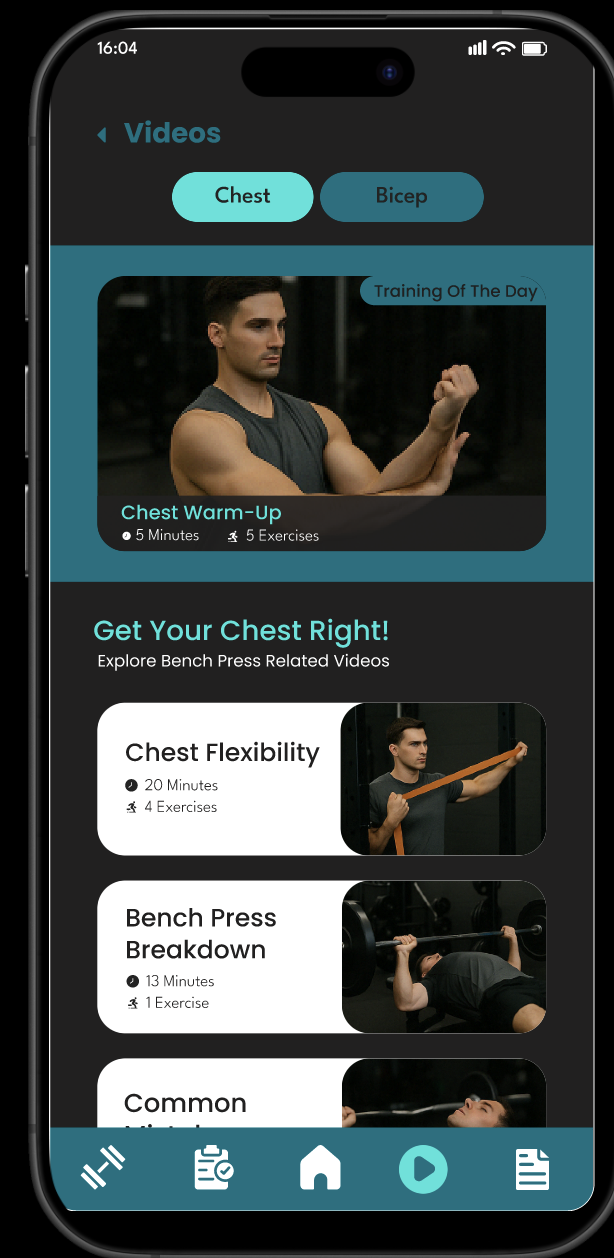 16:04
Videos
Chest
Bicep
Training Of The Day
Chest Warm-Up
5 Minutes
5 Exercises
Get Your Chest Right!
Explore Bench Press Related Videos
Chest Flexibility
20 Minutes
4 Exercises
Bench Press
Breakdown
13 Minutes
1 Exercise
Common